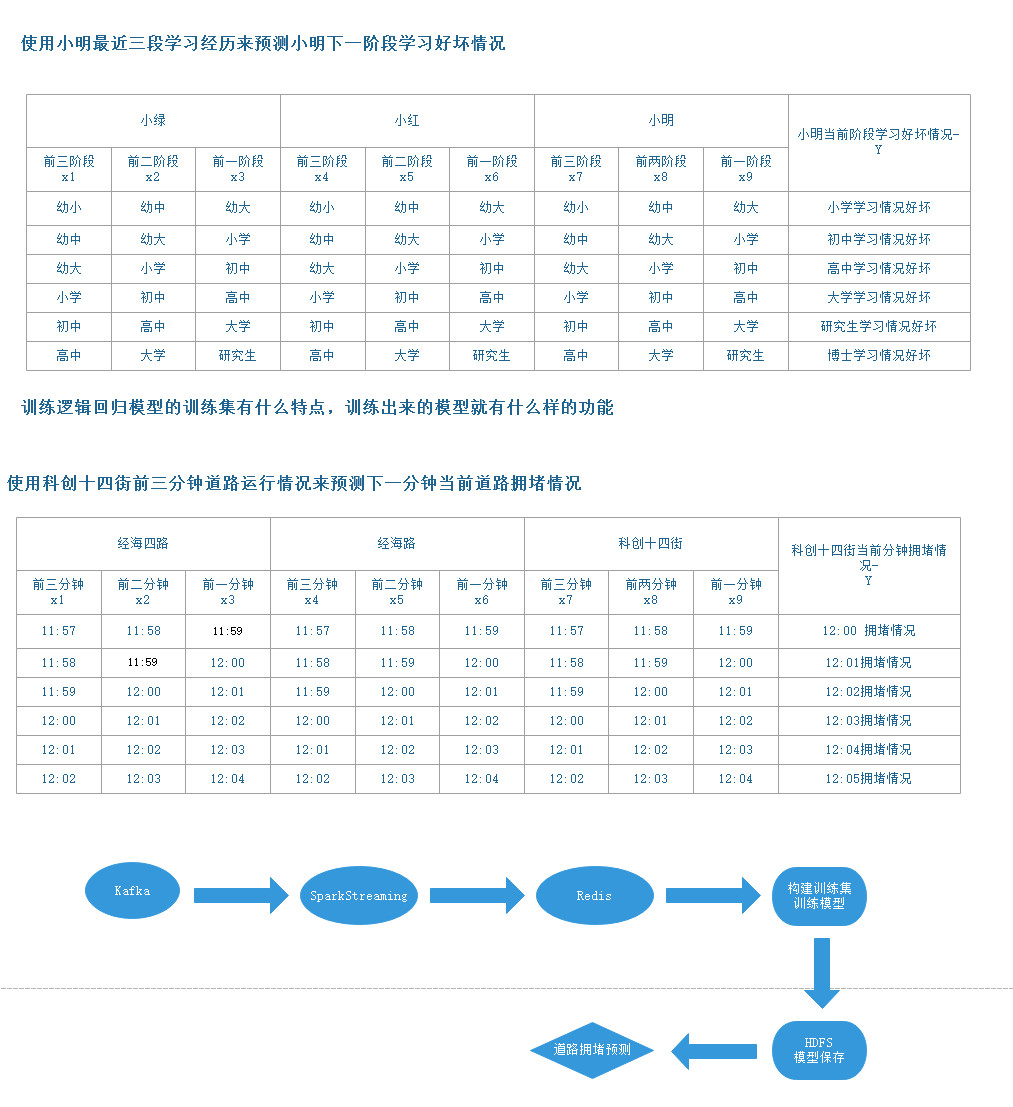 使用小明最近三段学习经历来预测小明下一阶段学习好坏情况
小绿 小红 小明 小明当前阶段学习好坏情况-
Y
前三阶段 前二阶段 前一阶段 前三阶段 前二阶段 前一阶段 前三阶段 前两阶段 前一阶段
x1 x2 x3 x4 x5 x6 x7 x8 x9
幼小 幼中 幼大 幼小 幼中 幼大 幼小 幼中 幼大 小学学习情况好坏
幼中 幼大 小学 幼中 幼大 小学 幼中 幼大 小学 初中学习情况好坏
幼大 小学 初中 幼大 小学 初中 幼大 小学 初中 高中学习情况好坏
小学 初中 高中 小学 初中 高中 小学 初中 高中 大学学习情况好坏
初中 高中 大学 初中 高中 大学 初中 高中 大学 研究生学习情况好坏
高中 大学 研究生 高中 大学 研究生 高中 大学 研究生 博士学习情况好坏
训练逻辑回归模型的训练集有什么特点，训练出来的模型就有什么样的功能
使用科创十四街前三分钟道路运行情况来预测下一分钟当前道路拥堵情况
经海四路 经海路 科创十四街 科创十四街当前分钟拥堵情
况-
Y
前三分钟 前二分钟 前一分钟 前三分钟 前二分钟 前一分钟 前三分钟 前两分钟 前一分钟
x1 x2 x3 x4 x5 x6 x7 x8 x9
11:57 11:58 11:59 11:57 11:58 11:59 11:57 11:58 11:59 12:00 拥堵情况
11:58 11:59 12:00 11:58 11:59 12:00 11:58 11:59 12:00 12:01拥堵情况
11:59 12:00 12:01 11:59 12:00 12:01 11:59 12:00 12:01 12:02拥堵情况
12:00 12:01 12:02 12:00 12:01 12:02 12:00 12:01 12:02 12:03拥堵情况
12:01 12:02 12:03 12:01 12:02 12:03 12:01 12:02 12:03 12:04拥堵情况
12:02 12:03 12:04 12:02 12:03 12:04 12:02 12:03 12:04 12:05拥堵情况
Kafka
SparkStreaming
Redis
构建训练集
训练模型
道路拥堵预测
HDFS
模型保存